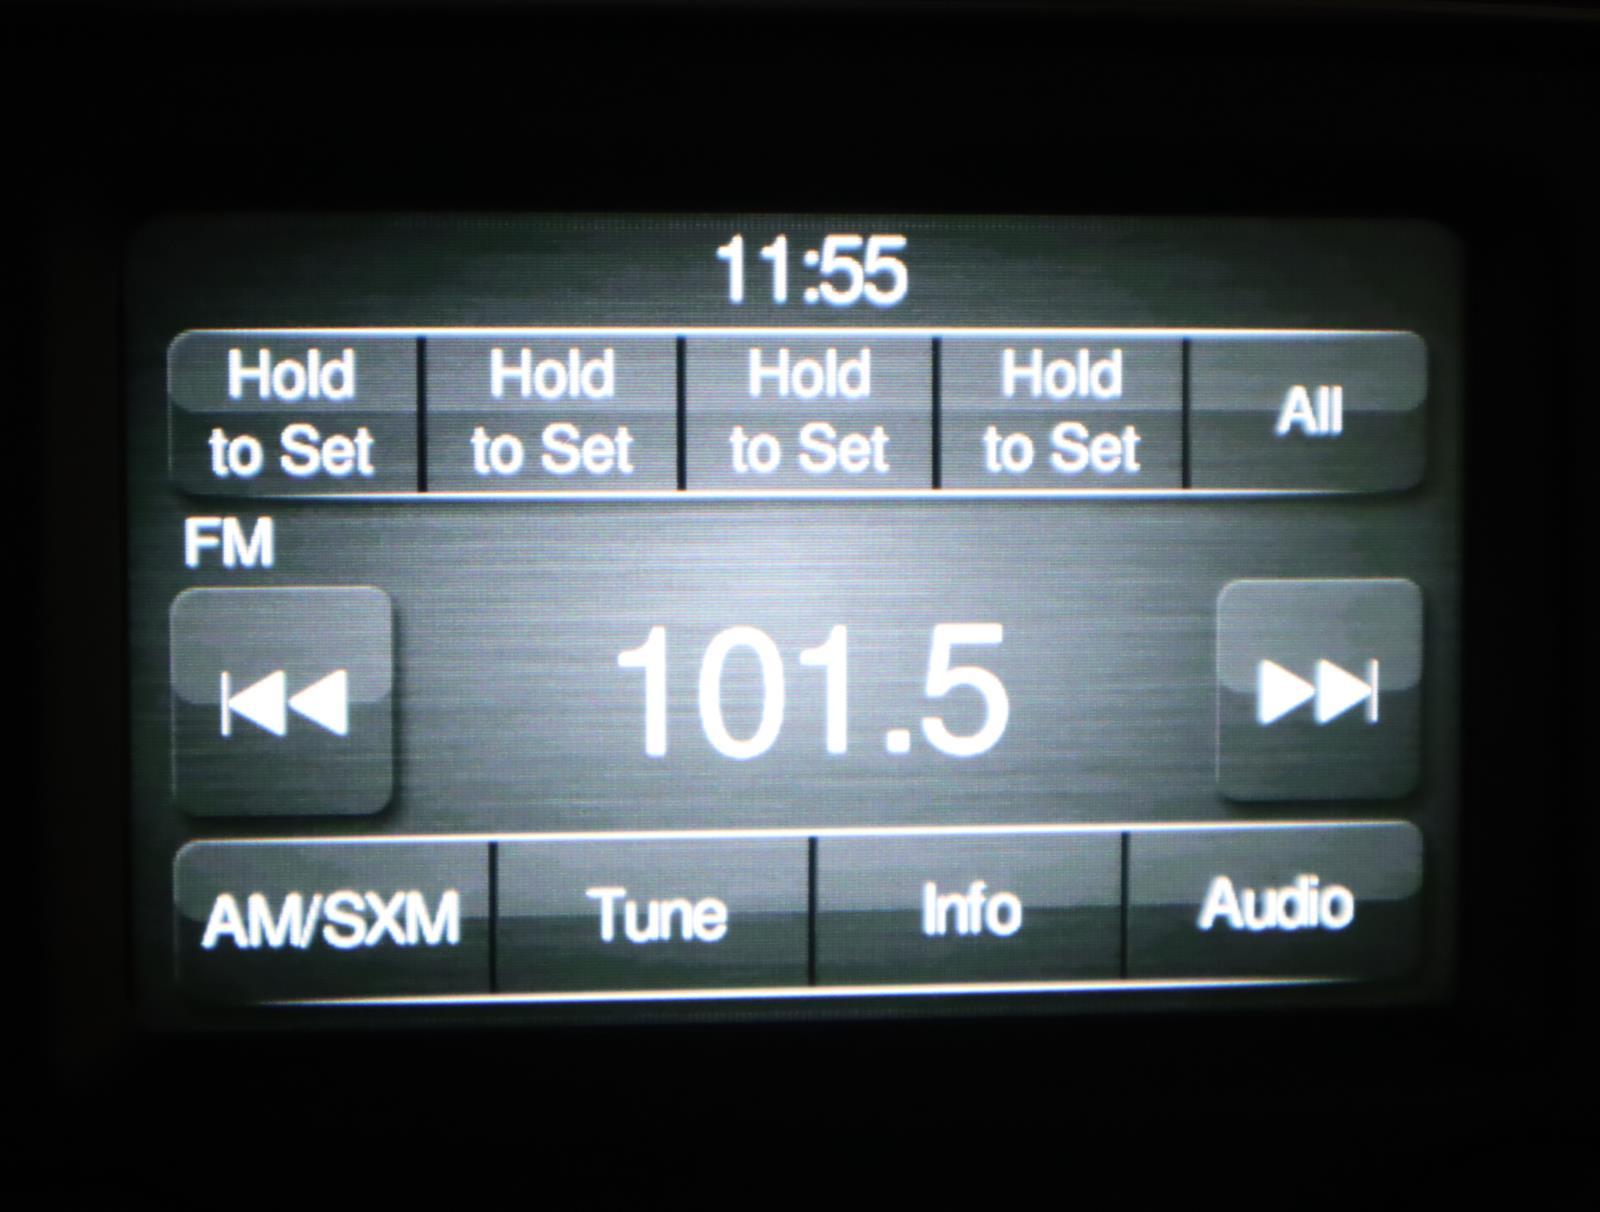 11:55
Hold Hold Hold Hold All
to Set to Set to Set to Set
FM
101.5
AM/SXM Tune Info Audio